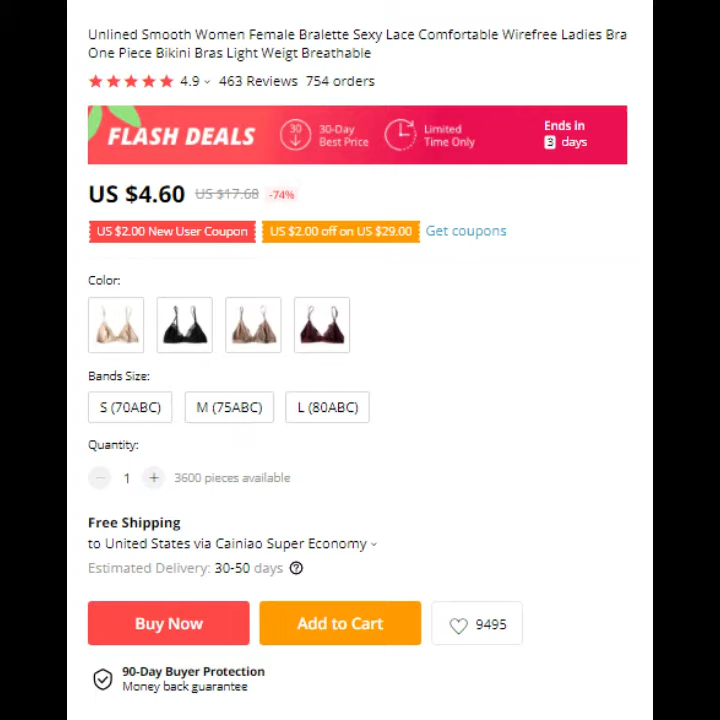 Unlined Smooth Women Female Bralette Sexy Lace Comfortable Wirefree Ladies Bra
One Piece Bikini Bras Light Weigt Breathable
4.9 463 Reviews 754 orders
FLASH DEALS
30
30-Day
Best Price
Limited
Time Only
Ends in
3 days
US $4.60 US $17.68 -74%
US $2.00 New User Coupon US $2.00 off on US $29.00 Get coupons
Color:
Bands Size:
S (70ABC) M (75ABC) L (80ABC)
Quantity:
− 1 + 3600 pieces available
Free Shipping
to United States via Cainiao Super Economy
Estimated Delivery: 30-50 days ?
Buy Now Add to Cart 9495
90-Day Buyer Protection
Money back guarantee